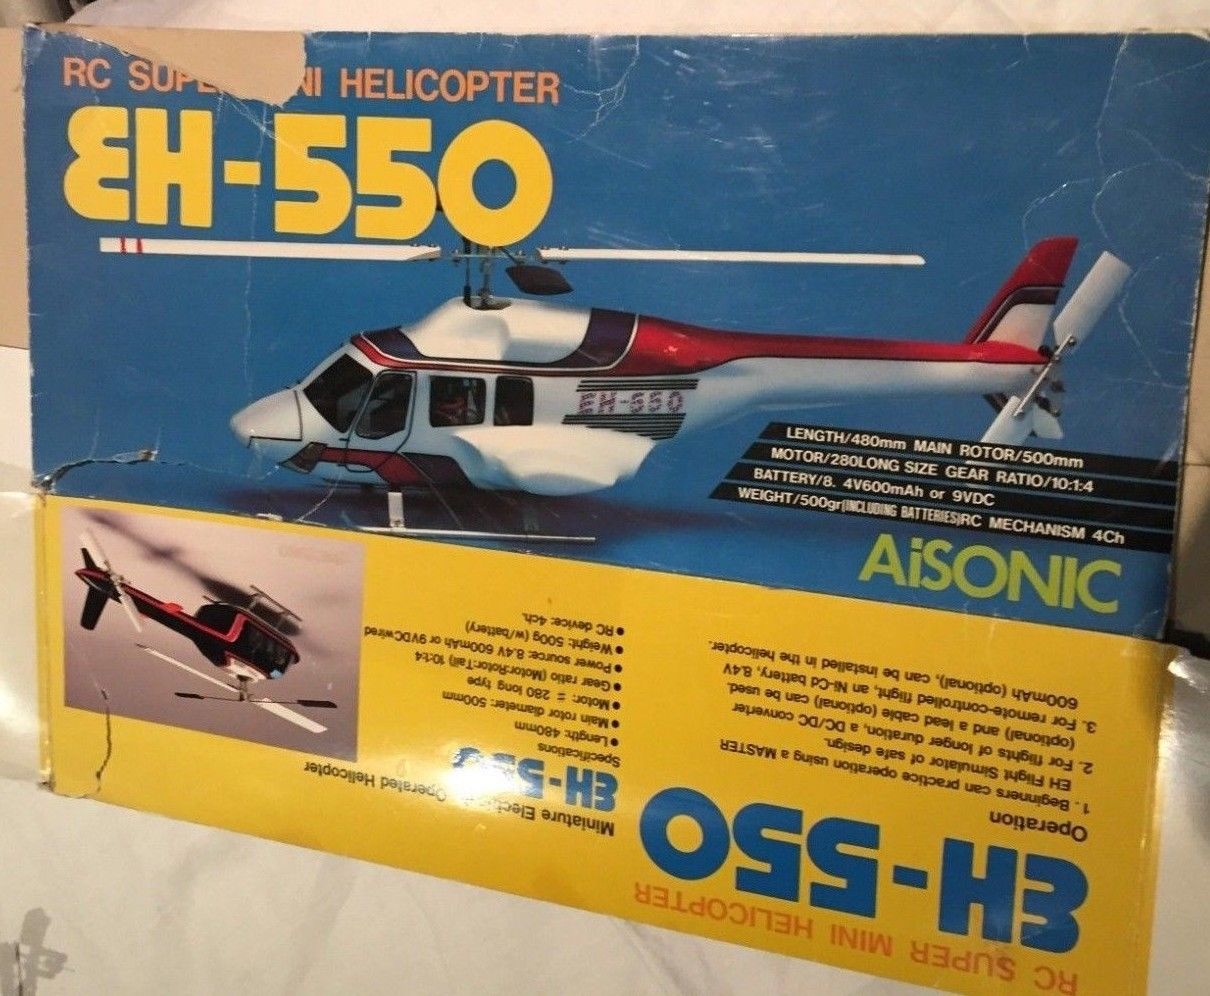 RC SUPE NI HELICOPTER
EH-550
EH-550
LENGTH/480mm MAIN ROTOR/500mm
MOTOR/280LONG SIZE GEAR RATIO/10:1:4
BATTERY/8. 4V600mAh or 9VDC
WEIGHT/500gr(INCLUDING BATTERIES)RC MECHANISM 4Ch
AiSONIC
RC SUPER MINI HELICOPTER
EH-550
Operation
1. Beginners can practice operation using a MASTER
EH Flight Simulator of safe design.
2. For flights of longer duration, a DC/DC converter
(optional) and a lead cable (optional) can be used.
3. For remote-controlled flight, an Ni-Cd battery, 8.4V
600mAh (optional), can be installed in the helicopter.
Miniature Operated Helicopter
EH-550
Specifications
● Length: 480mm
● Main rotor diameter: 500mm
● Motor: = 280 long type
● Gear ratio (Motor:Rotor:Tail) 10:1:4
● Power source: 8.4V 600mAh or 9VDC wired
● Weight: 500g (w/battery)
● RC device: 4ch.